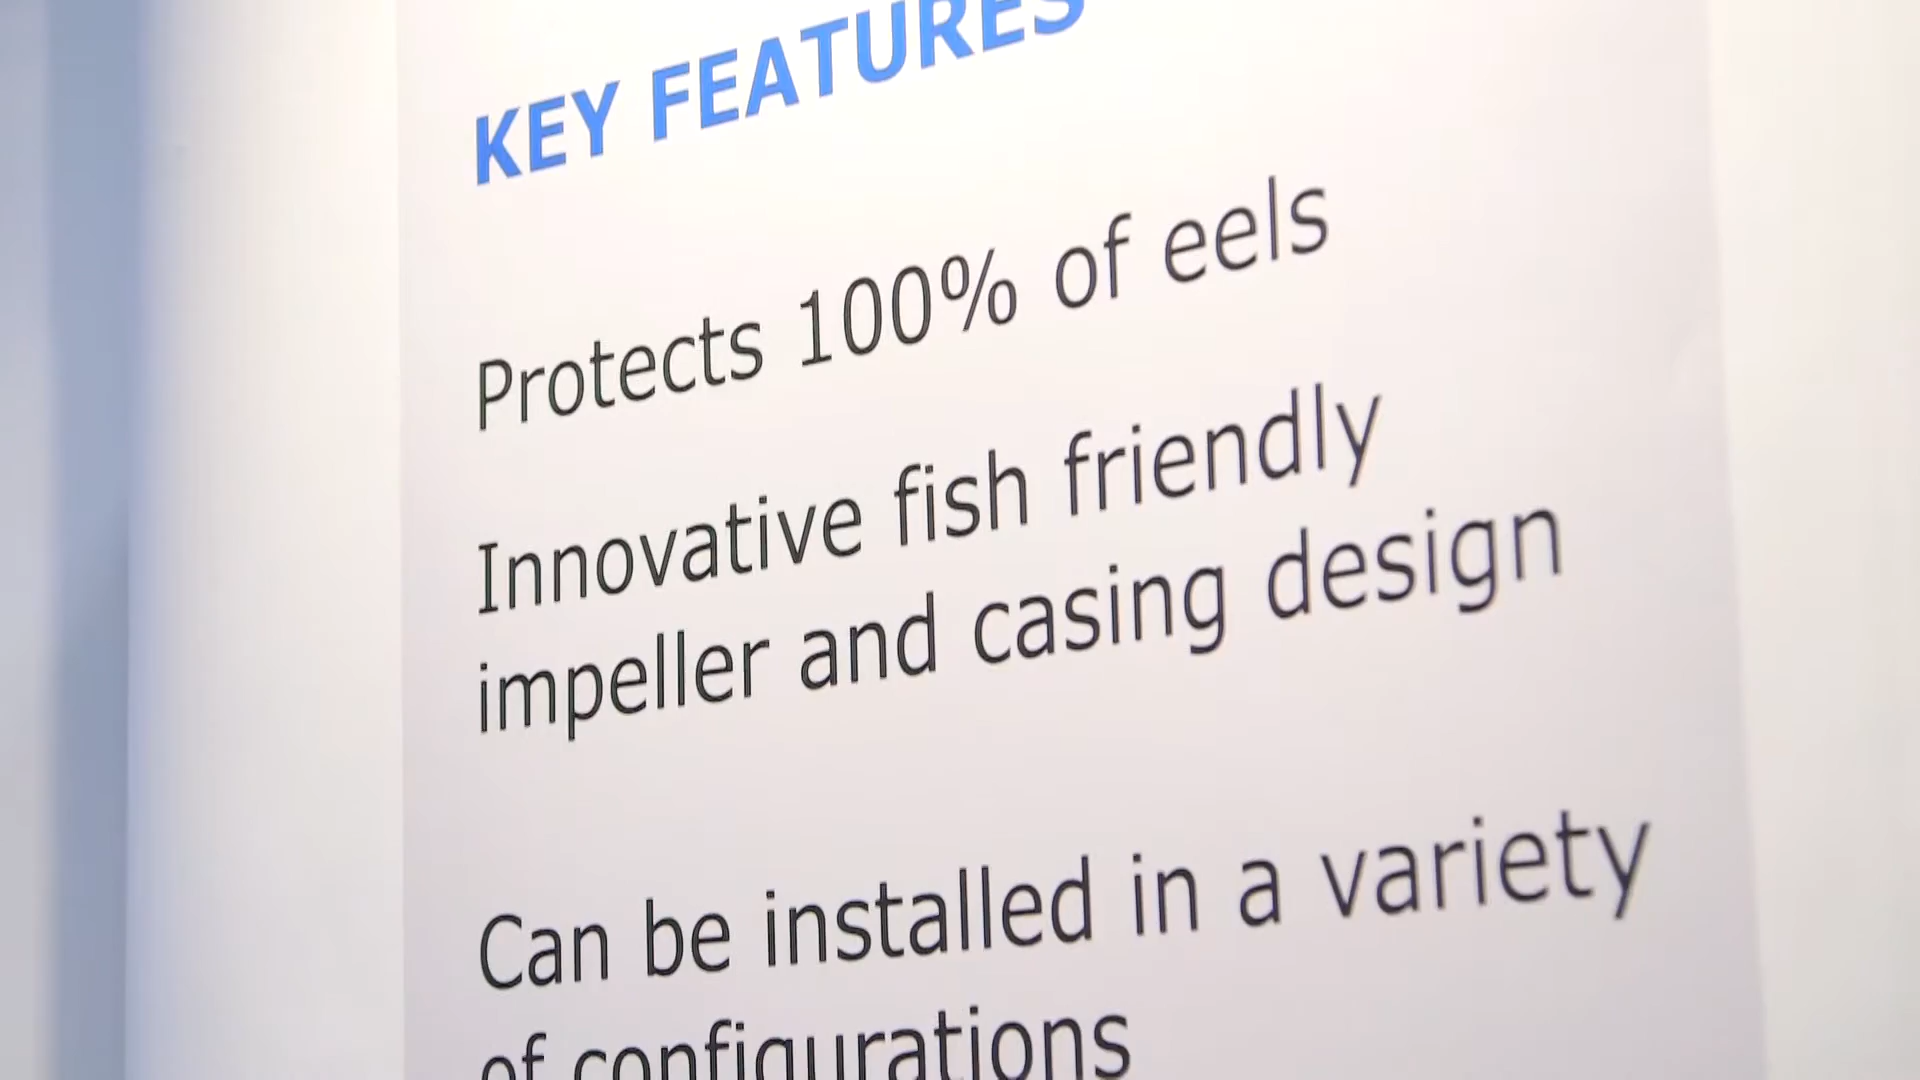 KEY FEATURES
Protects 100% of eels
Innovative fish friendly
impeller and casing design
Can be installed in a variety
of configurations